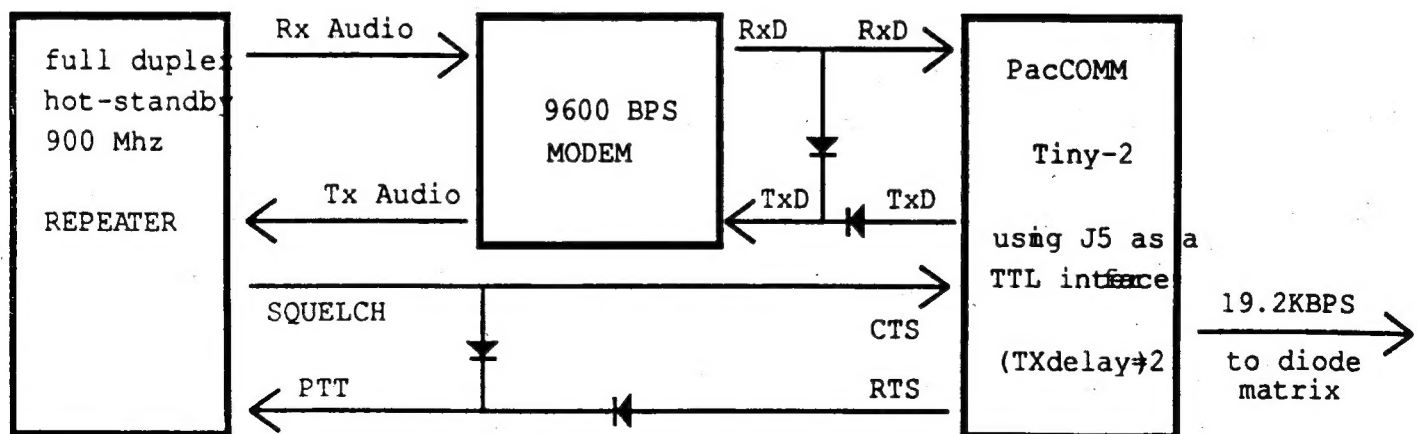 full duplex
hot-standby
900 Mhz
REPEATER
Rx Audio
Tx Audio
9600 BPS
MODEM
RxD
RxD
TxD
TxD
SQUELCH
CTS
PTT
RTS
PacCOMM
Tiny-2
using J5 as a
TTL interface
(TXdelay=2
19.2KBPS
to diode
matrix